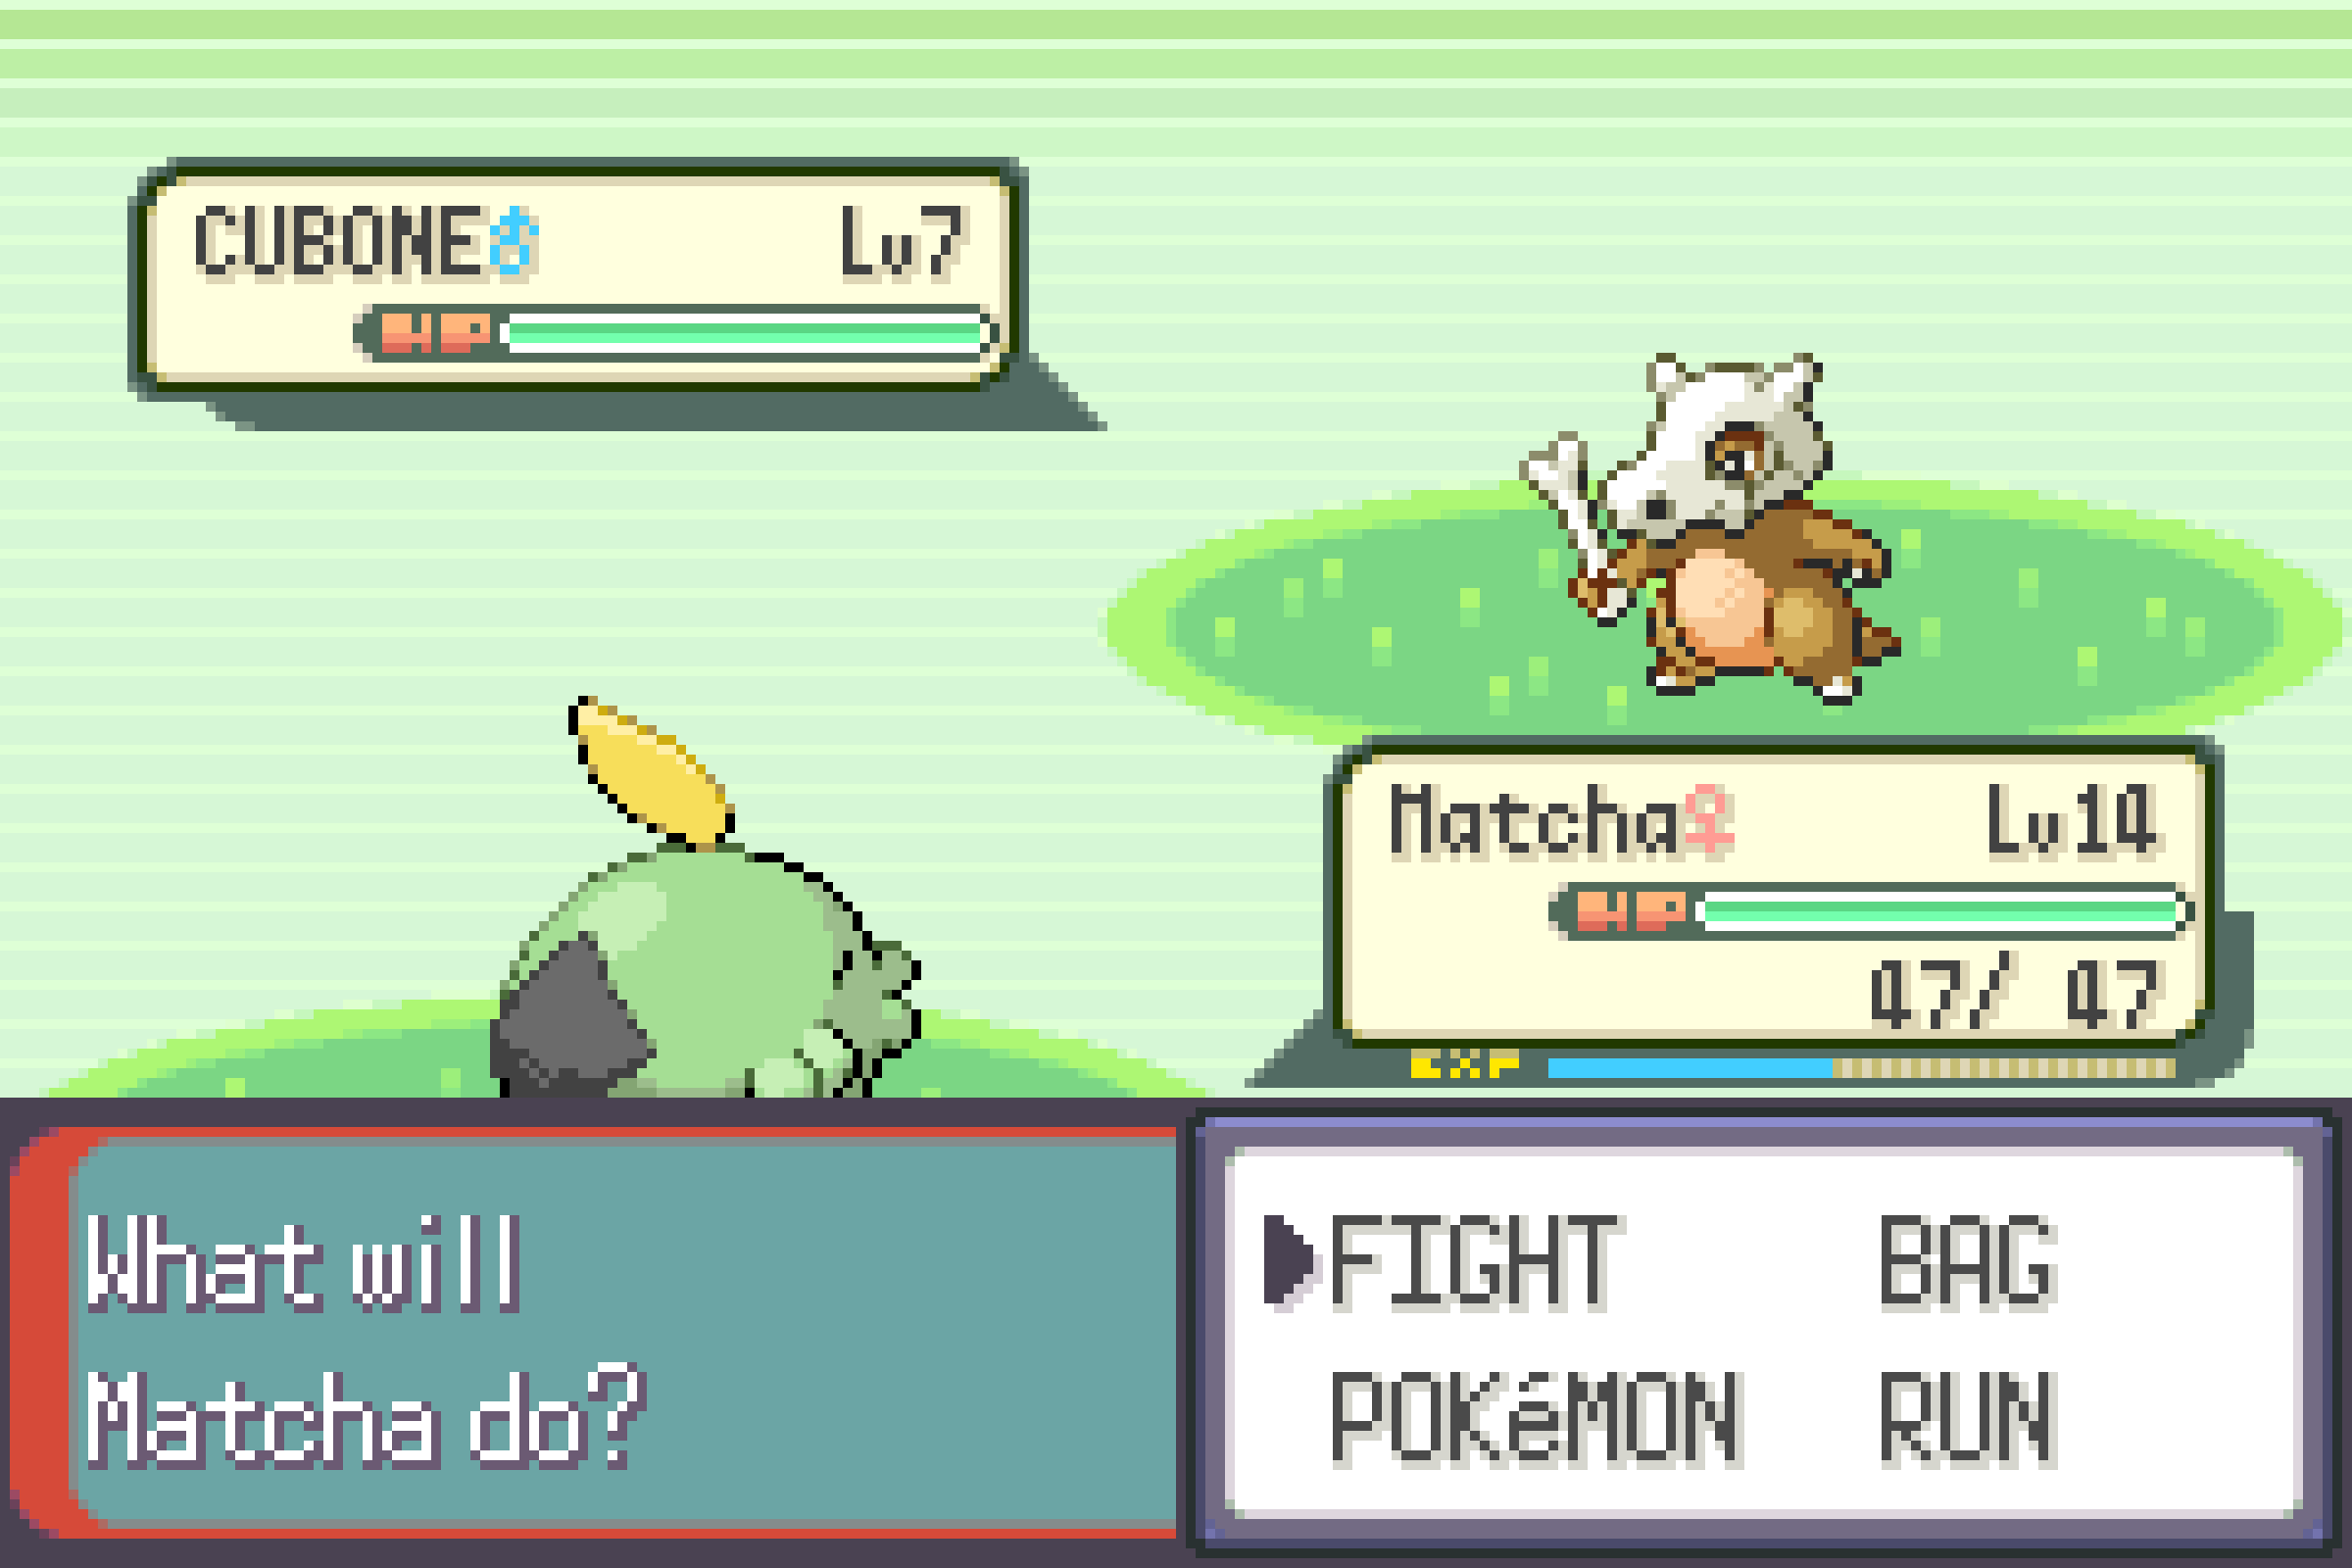 CUBONE♂ Lv7
HP
Matcha♀ Lv14
HP
47/ 47
EXP
What will
Matcha do?
FIGHT BAG
POKéMON RUN